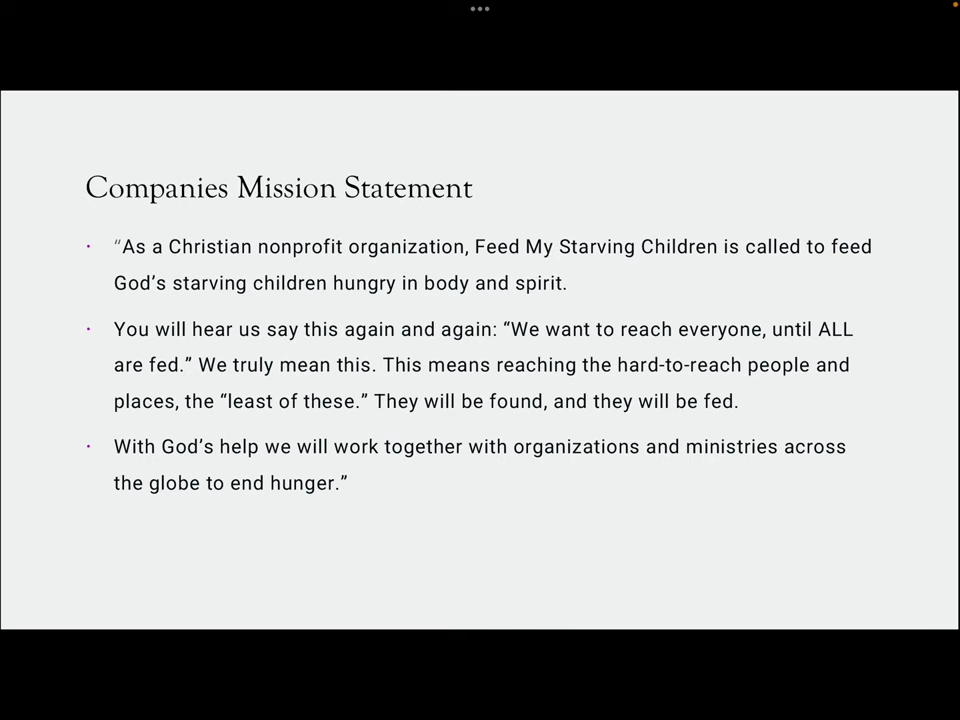 Companies Mission Statement
• “As a Christian nonprofit organization, Feed My Starving Children is called to feed
God’s starving children hungry in body and spirit.
• You will hear us say this again and again: “We want to reach everyone, until ALL
are fed.” We truly mean this. This means reaching the hard-to-reach people and
places, the “least of these.” They will be found, and they will be fed.
• With God’s help we will work together with organizations and ministries across
the globe to end hunger.”